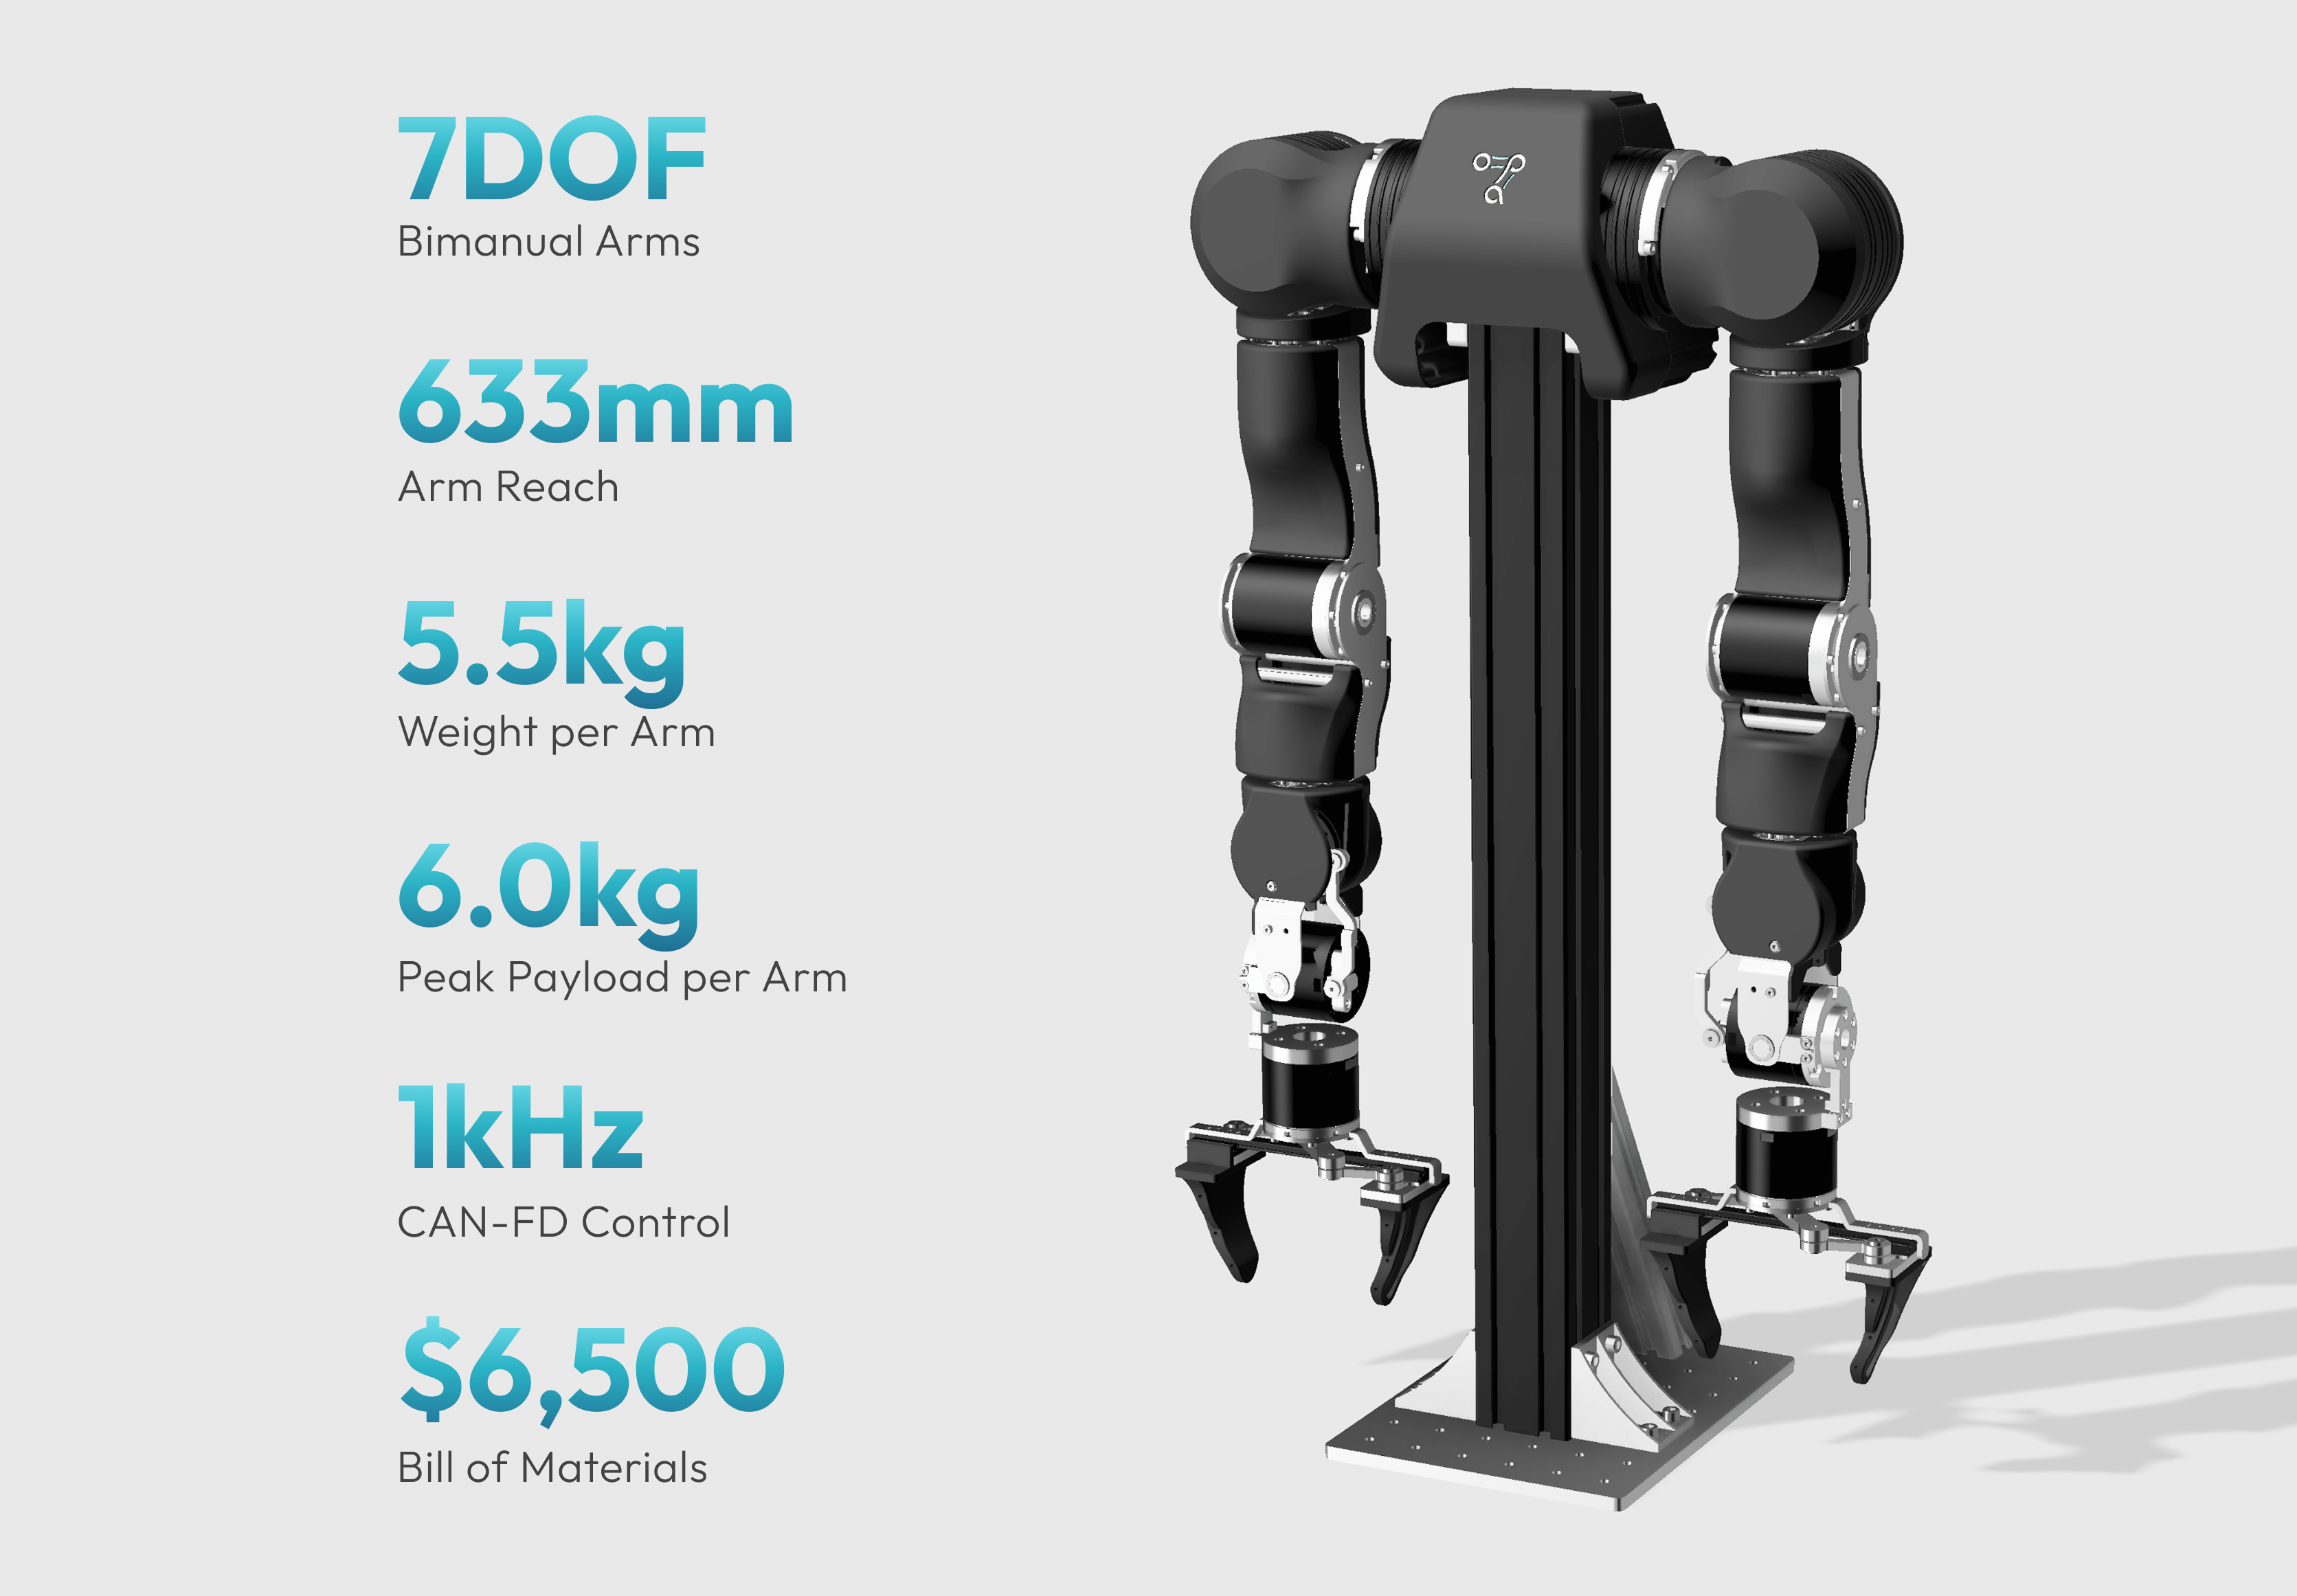 7DOF
Bimanual Arms
633mm
Arm Reach
5.5kg
Weight per Arm
6.0kg
Peak Payload per Arm
1kHz
CAN-FD Control
$6,500
Bill of Materials